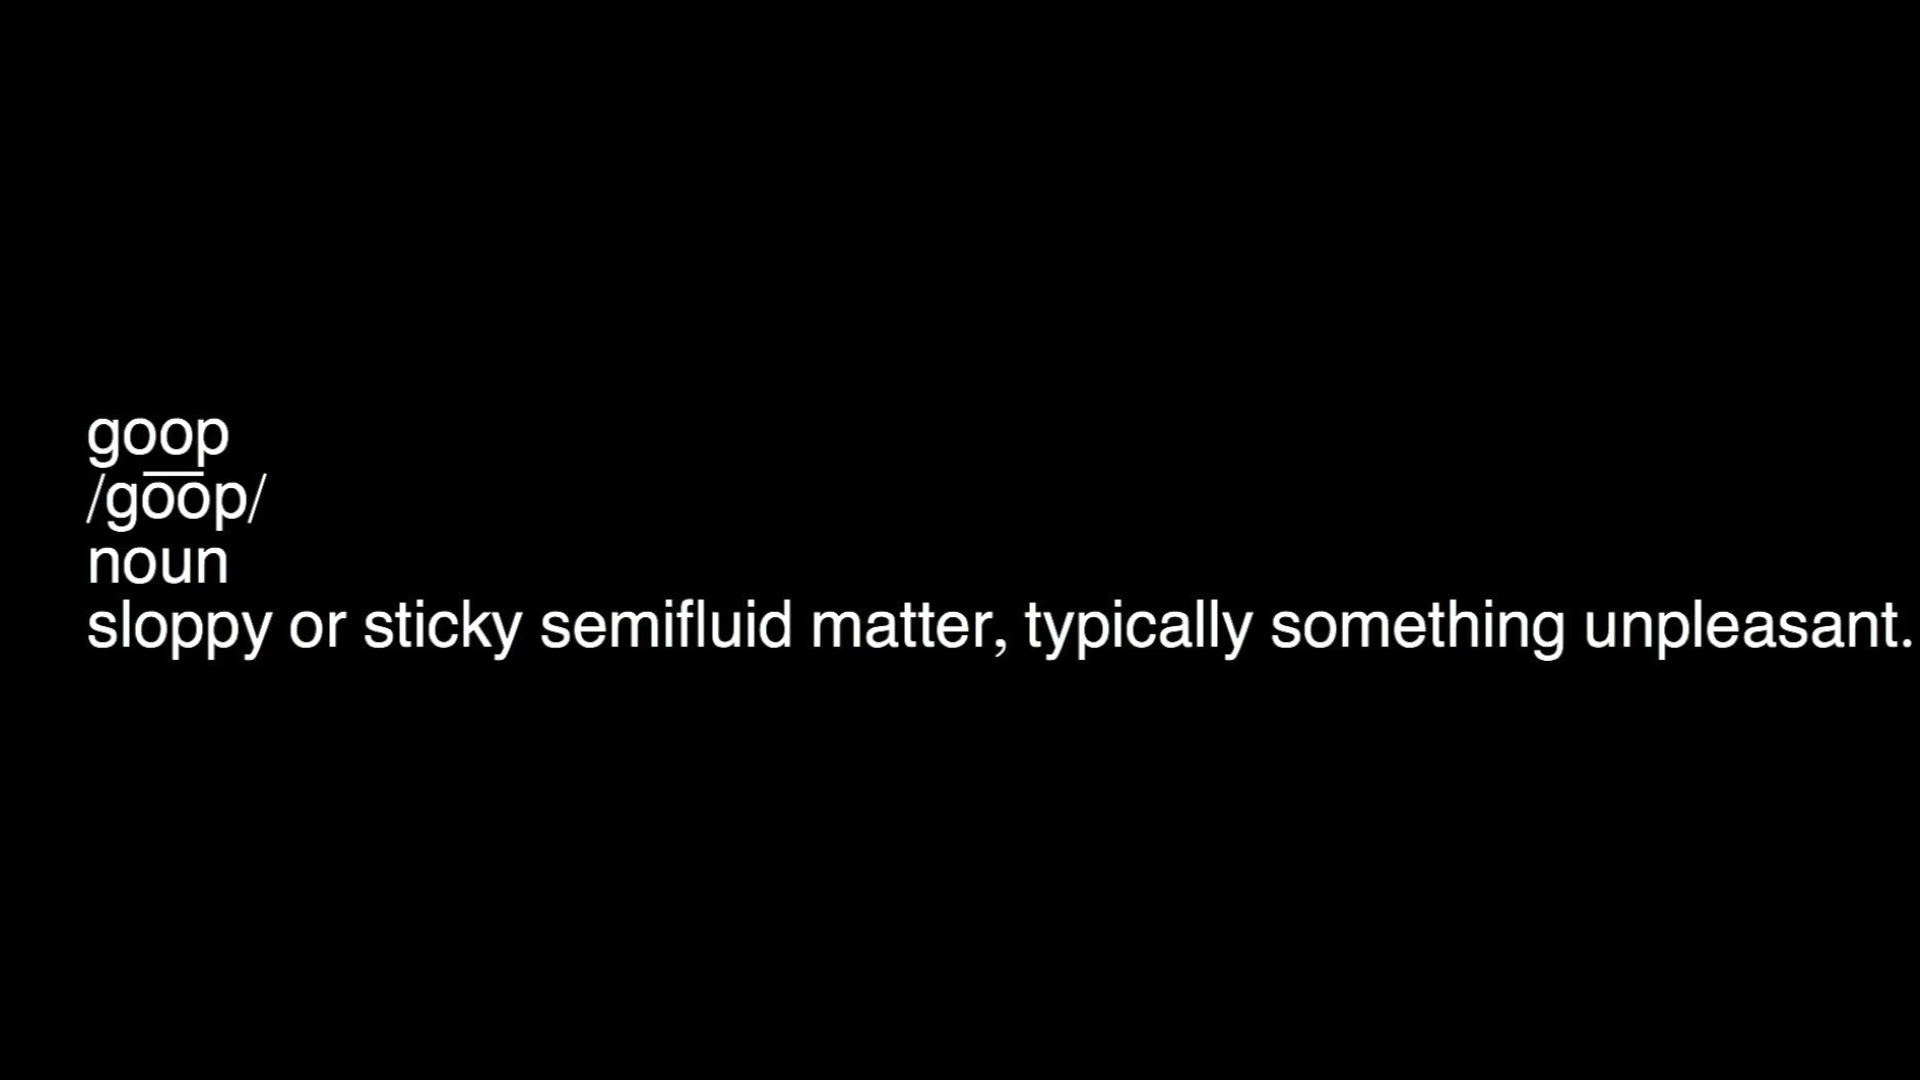 goop
/go͞op/
noun
sloppy or sticky semifluid matter, typically something unpleasant.